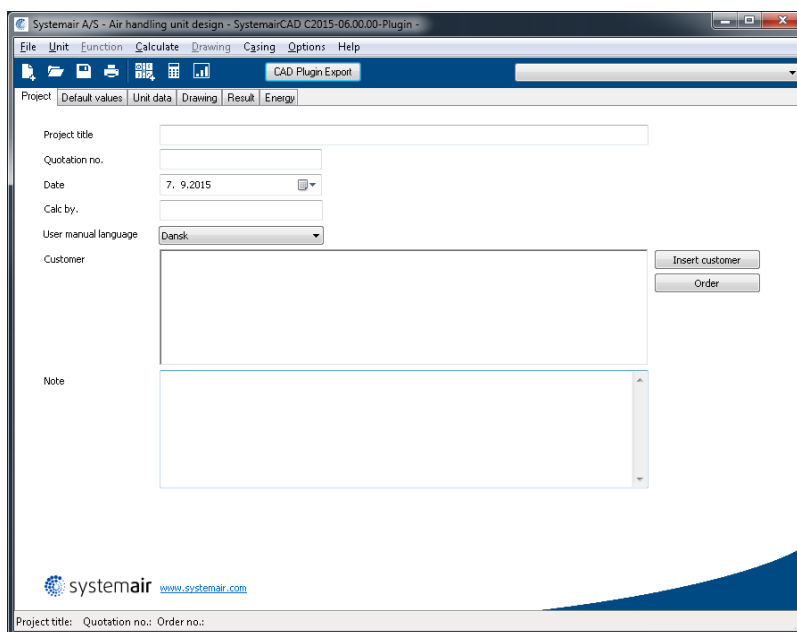 Systemair A/S - Air handling unit design - SystemairCAD C2015-06.00.00-Plugin -
File Unit Function Calculate Drawing Casing Options Help
CAD Plugin Export
Project Default values Unit data Drawing Result Energy
Project title
Quotation no.
Date 7. 9.2015
Calc by.
User manual language Dansk
Customer Insert customer
Order
Note
systemair www.systemair.com
Project title: Quotation no.: Order no.: